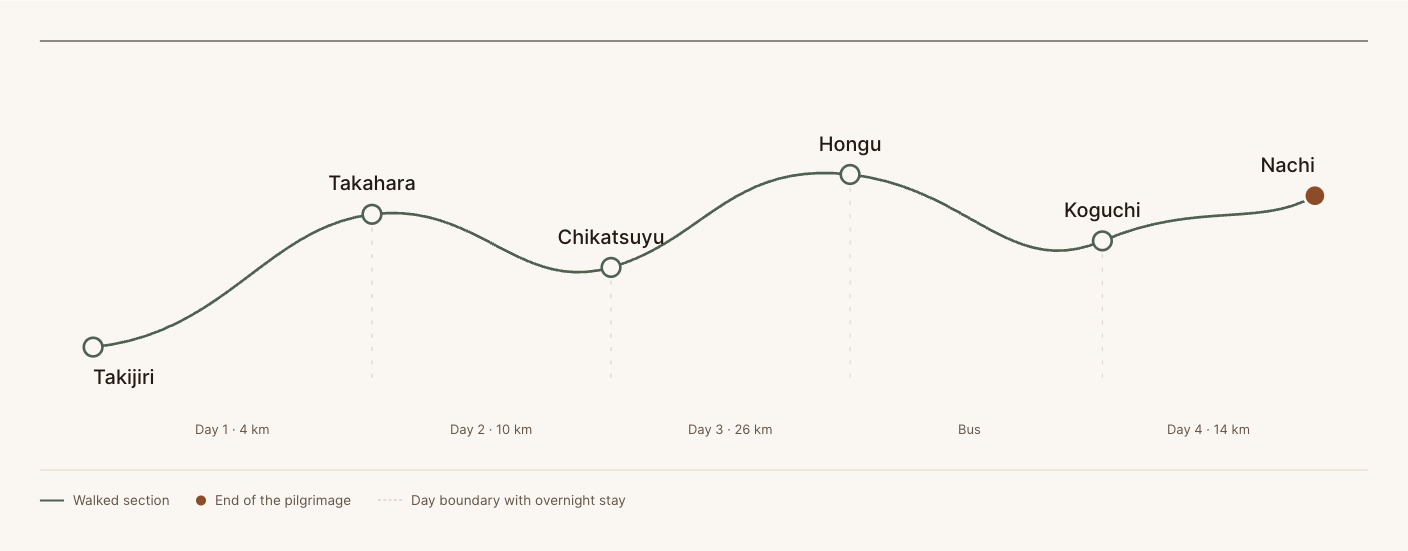 Takijiri
Takahara
Chikatsuyu
Hongu
Koguchi
Nachi
Day 1 · 4 km
Day 2 · 10 km
Day 3 · 26 km
Bus
Day 4 · 14 km
Walked section
End of the pilgrimage
Day boundary with overnight stay